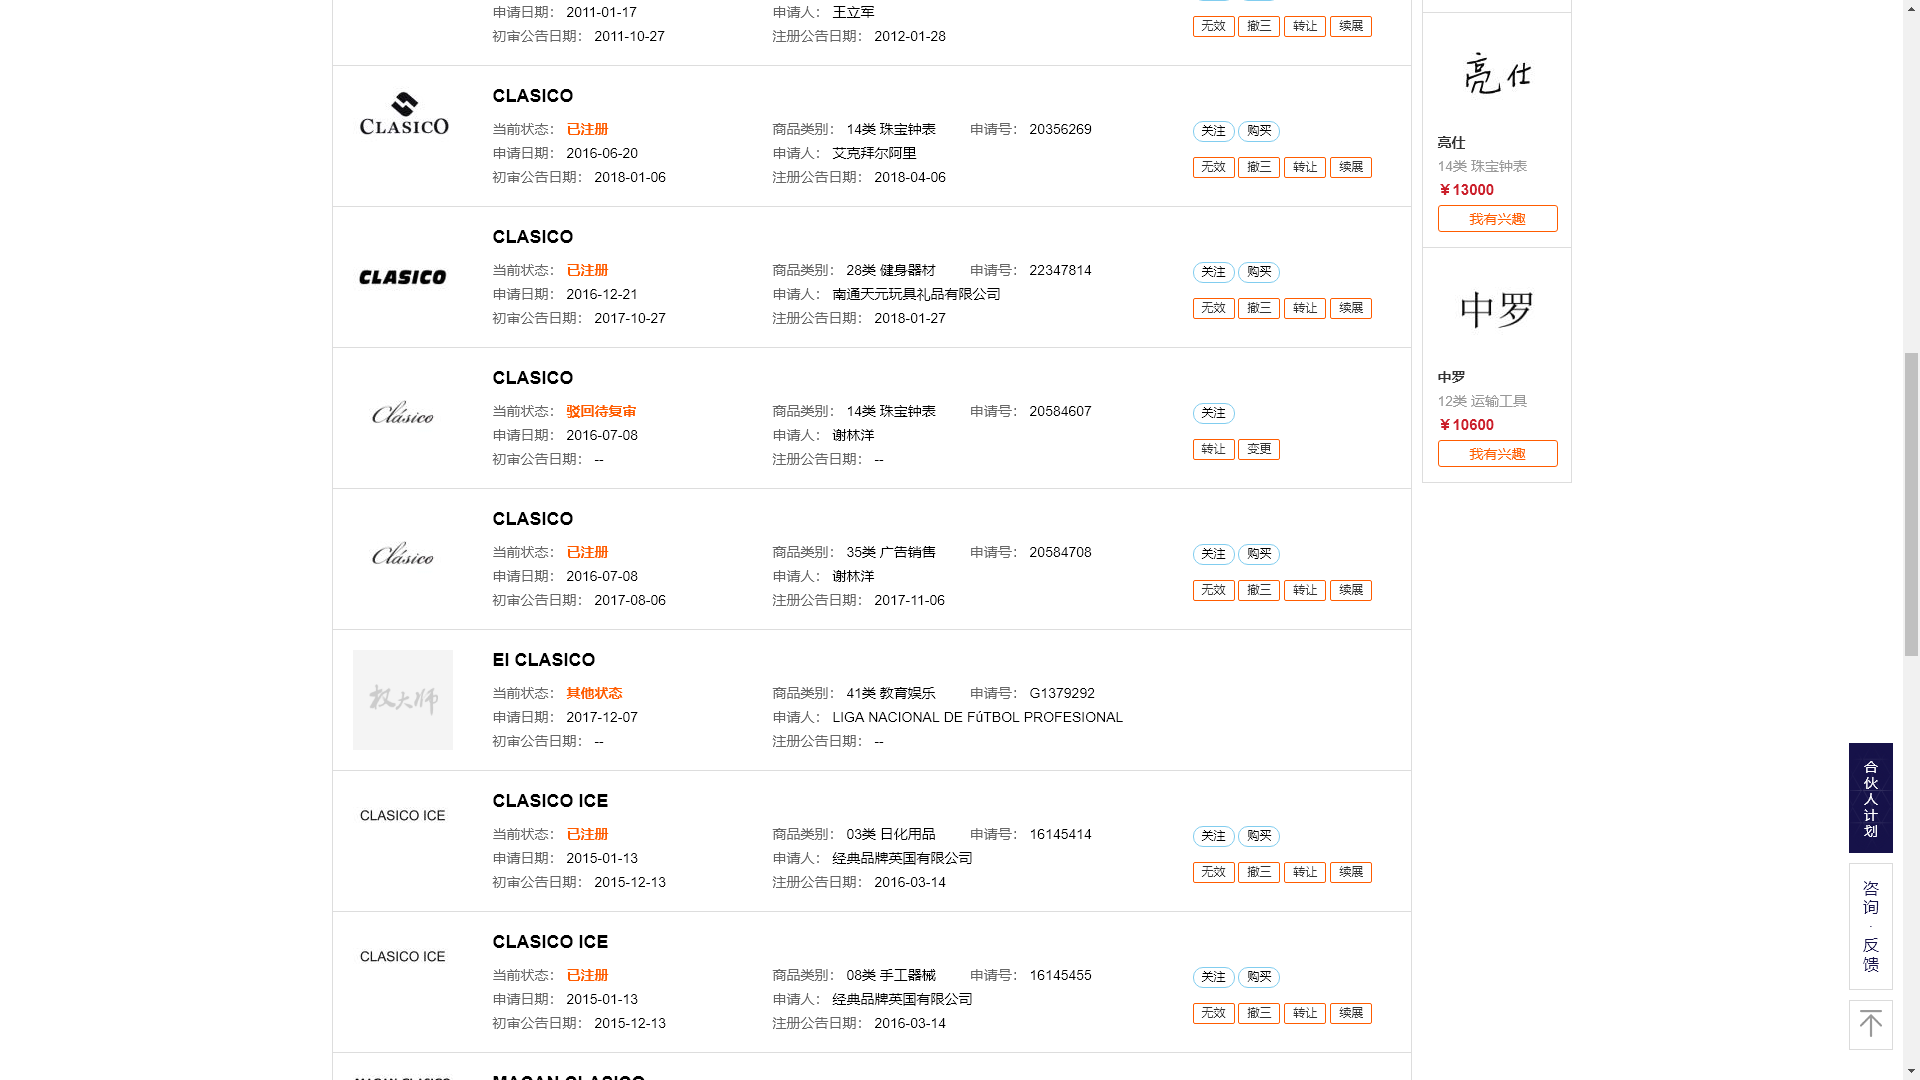 申请日期： 2011-01-17 申请人： 王立军
无效 撤三 转让 续展
初审公告日期： 2011-10-27 注册公告日期： 2012-01-28
CLASICO
CLASICO
当前状态： 已注册 商品类别： 14类 珠宝钟表 申请号： 20356269
关注 购买
申请日期： 2016-06-20 申请人： 艾克拜尔阿里
无效 撤三 转让 续展
初审公告日期： 2018-01-06 注册公告日期： 2018-04-06
CLASICO
CLASICO
当前状态： 已注册 商品类别： 28类 健身器材 申请号： 22347814
关注 购买
申请日期： 2016-12-21 申请人： 南通天元玩具礼品有限公司
无效 撤三 转让 续展
初审公告日期： 2017-10-27 注册公告日期： 2018-01-27
CLASICO
Clásico
当前状态： 驳回待复审 商品类别： 14类 珠宝钟表 申请号： 20584607
关注
申请日期： 2016-07-08 申请人： 谢林洋
转让 变更
初审公告日期： -- 注册公告日期： --
CLASICO
Clásico
当前状态： 已注册 商品类别： 35类 广告销售 申请号： 20584708
关注 购买
申请日期： 2016-07-08 申请人： 谢林洋
无效 撤三 转让 续展
初审公告日期： 2017-08-06 注册公告日期： 2017-11-06
EI CLASICO
权大师
当前状态： 其他状态 商品类别： 41类 教育娱乐 申请号： G1379292
申请日期： 2017-12-07 申请人： LIGA NACIONAL DE FúTBOL PROFESIONAL
初审公告日期： -- 注册公告日期： --
CLASICO ICE
CLASICO ICE
当前状态： 已注册 商品类别： 03类 日化用品 申请号： 16145414
关注 购买
申请日期： 2015-01-13 申请人： 经典品牌英国有限公司
无效 撤三 转让 续展
初审公告日期： 2015-12-13 注册公告日期： 2016-03-14
CLASICO ICE
CLASICO ICE
当前状态： 已注册 商品类别： 08类 手工器械 申请号： 16145455
关注 购买
申请日期： 2015-01-13 申请人： 经典品牌英国有限公司
无效 撤三 转让 续展
初审公告日期： 2015-12-13 注册公告日期： 2016-03-14
亮仕
亮仕
14类 珠宝钟表
￥13000
我有兴趣
中罗
中罗
12类 运输工具
￥10600
我有兴趣
合伙人计划
咨询·反馈